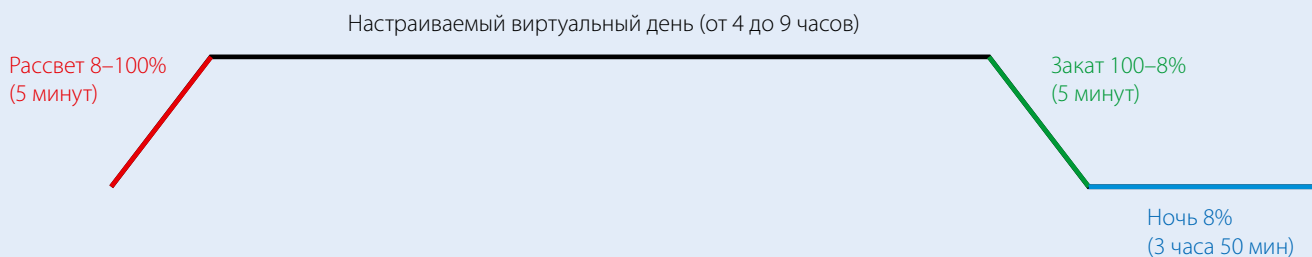 Настраиваемый виртуальный день (от 4 до 9 часов)
Рассвет 8–100%
(5 минут)
Закат 100–8%
(5 минут)
Ночь 8%
(3 часа 50 мин)